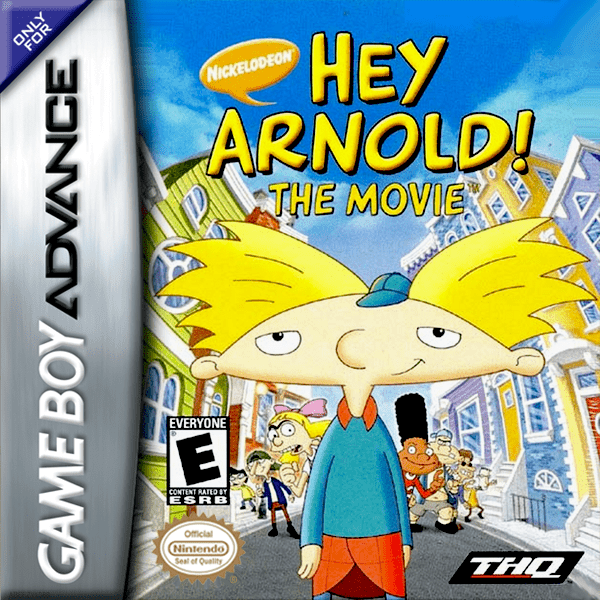 ONLY
FOR
GAME BOY ADVANCE
NICKELODEON
HEY
ARNOLD!
THE MOVIE™
EVERYONE
E
CONTENT RATED BY
ESRB
Official
Nintendo
Seal of Quality
THQ